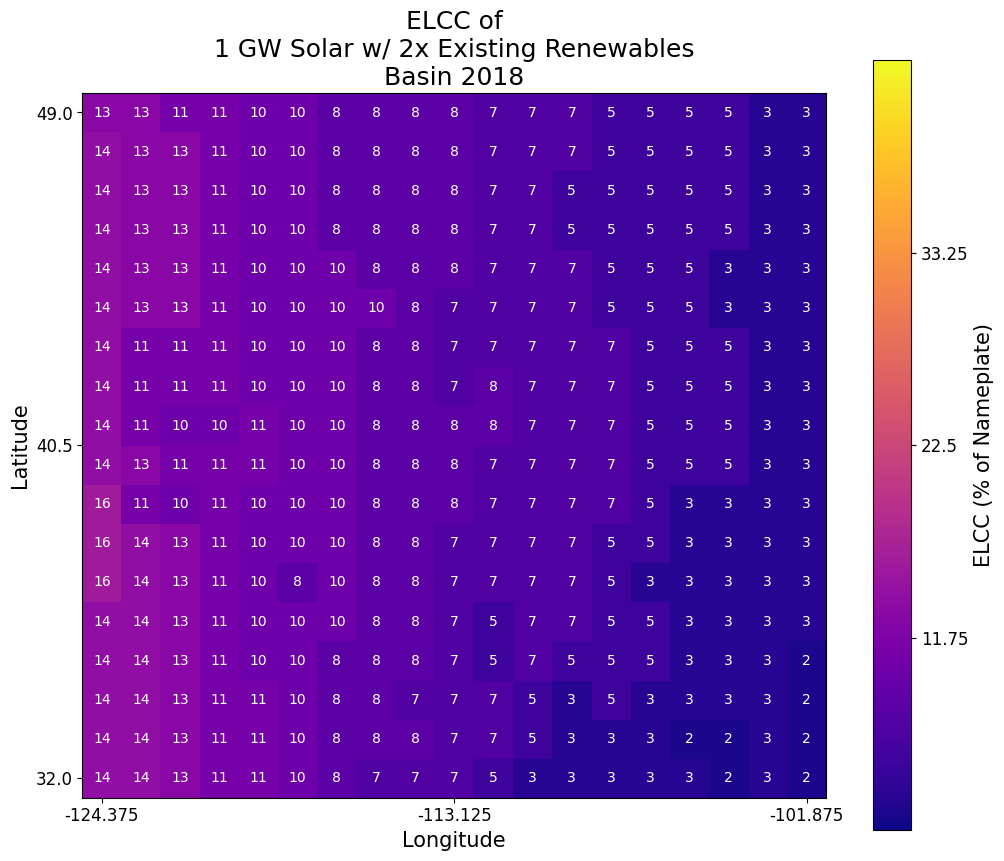 ELCC of
1 GW Solar w/ 2x Existing Renewables
Basin 2018
49.0
13 13 11 11 10 10 8 8 8 8 7 7 7 5 5 5 5 3 3
14 13 13 11 10 10 8 8 8 8 7 7 7 5 5 5 5 3 3
14 13 13 11 10 10 8 8 8 8 7 7 5 5 5 5 5 3 3
14 13 13 11 10 10 8 8 8 8 7 7 5 5 5 5 5 3 3
14 13 13 11 10 10 10 8 8 8 7 7 7 5 5 5 3 3 3
14 13 13 11 10 10 10 10 8 7 7 7 7 5 5 5 3 3 3
14 11 11 11 10 10 10 8 8 7 7 7 7 7 5 5 5 3 3
14 11 11 11 10 10 10 8 8 7 8 7 7 7 5 5 5 3 3
40.5
14 11 10 10 11 10 10 8 8 8 8 7 7 7 5 5 5 3 3
14 13 11 11 11 10 10 8 8 8 7 7 7 7 5 5 5 3 3
16 11 10 11 10 10 10 8 8 8 7 7 7 7 5 3 3 3 3
16 14 13 11 10 10 10 8 8 7 7 7 7 5 5 3 3 3 3
16 14 13 11 10 8 10 8 8 7 7 7 7 5 3 3 3 3 3
14 14 13 11 10 10 10 8 8 7 5 7 7 5 5 3 3 3 3
14 14 13 11 10 10 8 8 8 7 5 7 5 5 5 3 3 3 2
14 14 13 11 11 10 8 8 7 7 7 5 3 5 3 3 3 3 2
14 14 13 11 11 10 8 8 8 7 7 5 3 3 3 2 2 3 2
32.0
14 14 13 11 11 10 8 7 7 7 5 3 3 3 3 3 2 3 2
-124.375 -113.125 -101.875
Longitude
Latitude
33.25
22.5
11.75
ELCC (% of Nameplate)